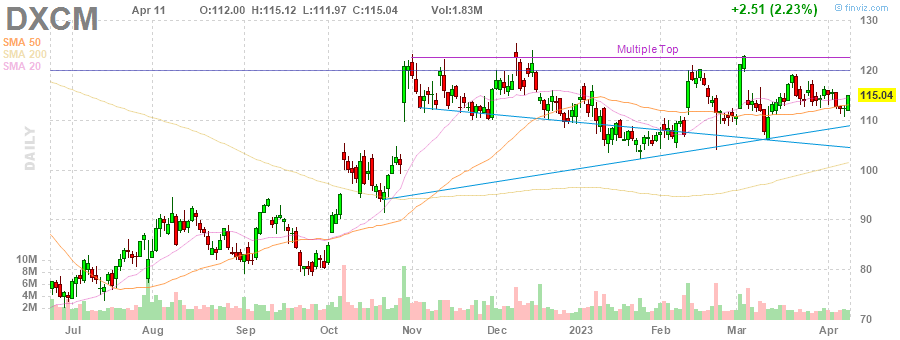 DXCM Apr 11 O:112.00 H:115.12 L:111.97 C:115.04 Vol:1.83M +2.51 (2.23%) © finviz.com
SMA 50
SMA 200
SMA 20
Multiple Top
DAILY
130
120
115.04
110
100
90
80
70
10M
8M
6M
4M
2M
Jul Aug Sep Oct Nov Dec 2023 Feb Mar Apr